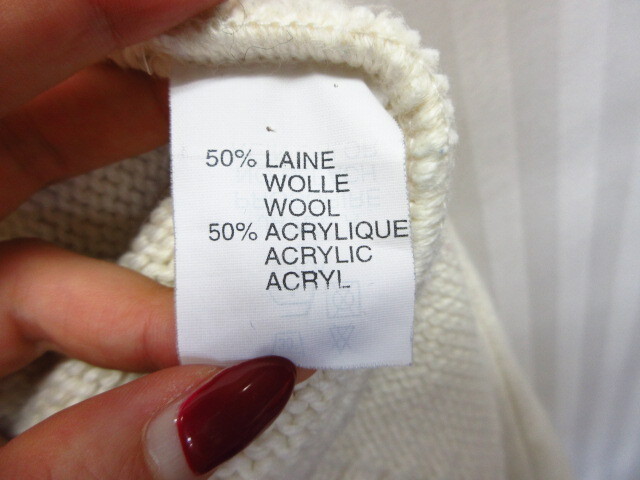 50% LAINE
WOLLE
WOOL
50% ACRYLIQUE
ACRYLIC
ACRYL